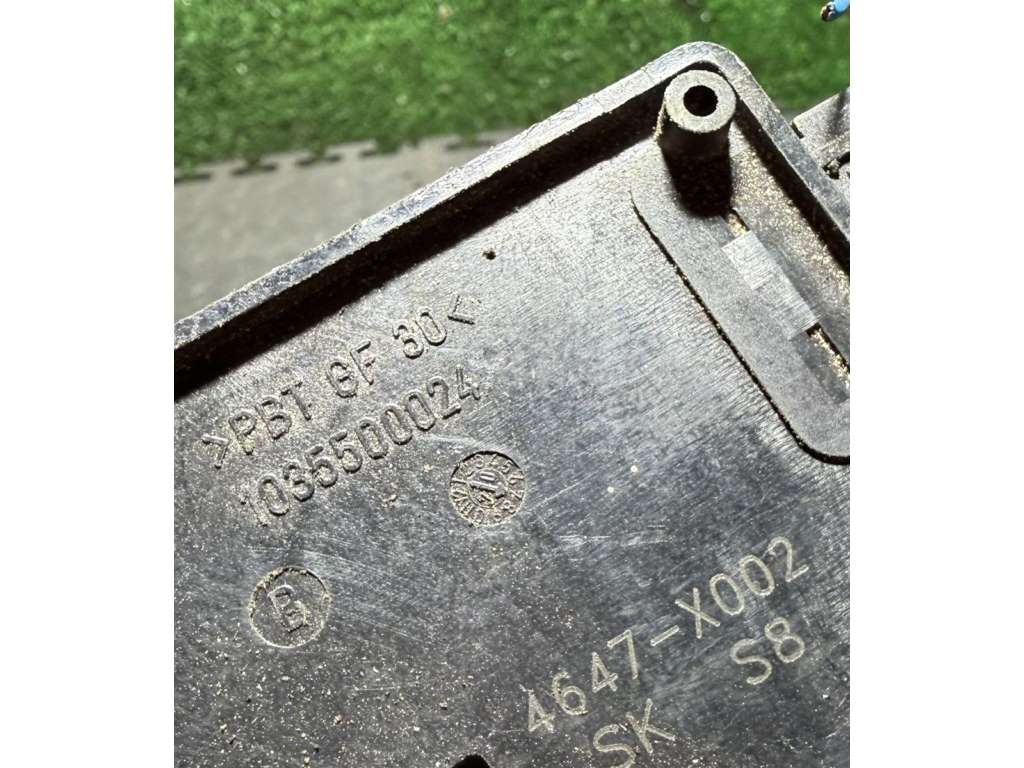 >PBT GF 30<
1035500024
B
4647-X002
SK S8